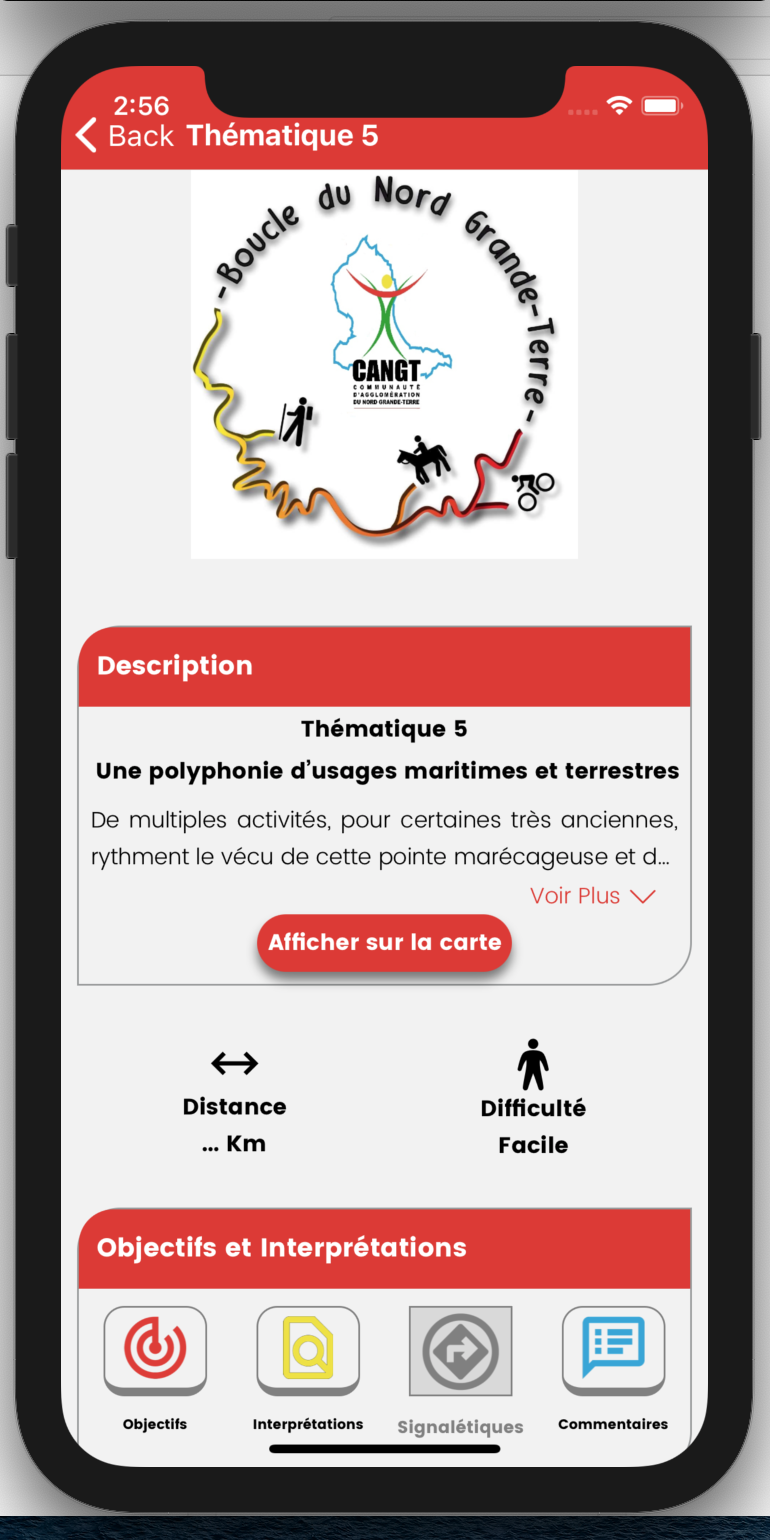 2:56
Back Thématique 5
-Boucle du Nord Grande-Terre-
CANGT
COMMUNAUTÉ
D'AGGLOMÉRATION
DU NORD GRANDE-TERRE
Description
Thématique 5
Une polyphonie d’usages maritimes et terrestres
De multiples activités, pour certaines très anciennes,
rythment le vécu de cette pointe marécageuse et d...
Voir Plus
Afficher sur la carte
Distance
... Km
Difficulté
Facile
Objectifs et Interprétations
Objectifs
Interprétations
Signalétiques
Commentaires